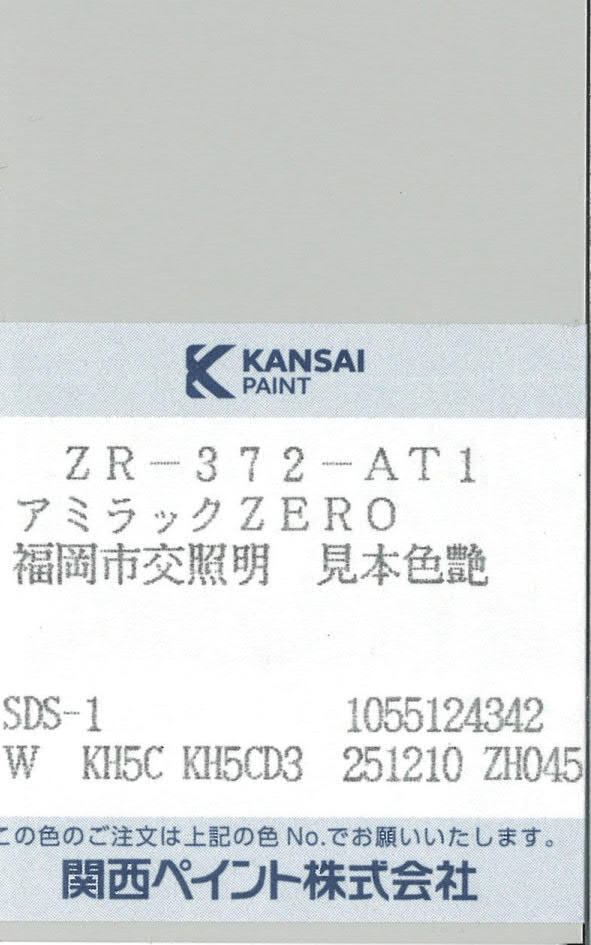 KANSAI
PAINT
ZR-372-AT1
アミラックZERO
福岡市交照明　見本色艶
SDS-1 1055124342
W KH5C KH5CD3 251210 ZH045
この色のご注文は上記の色 No.でお願いいたします。
関西ペイント株式会社